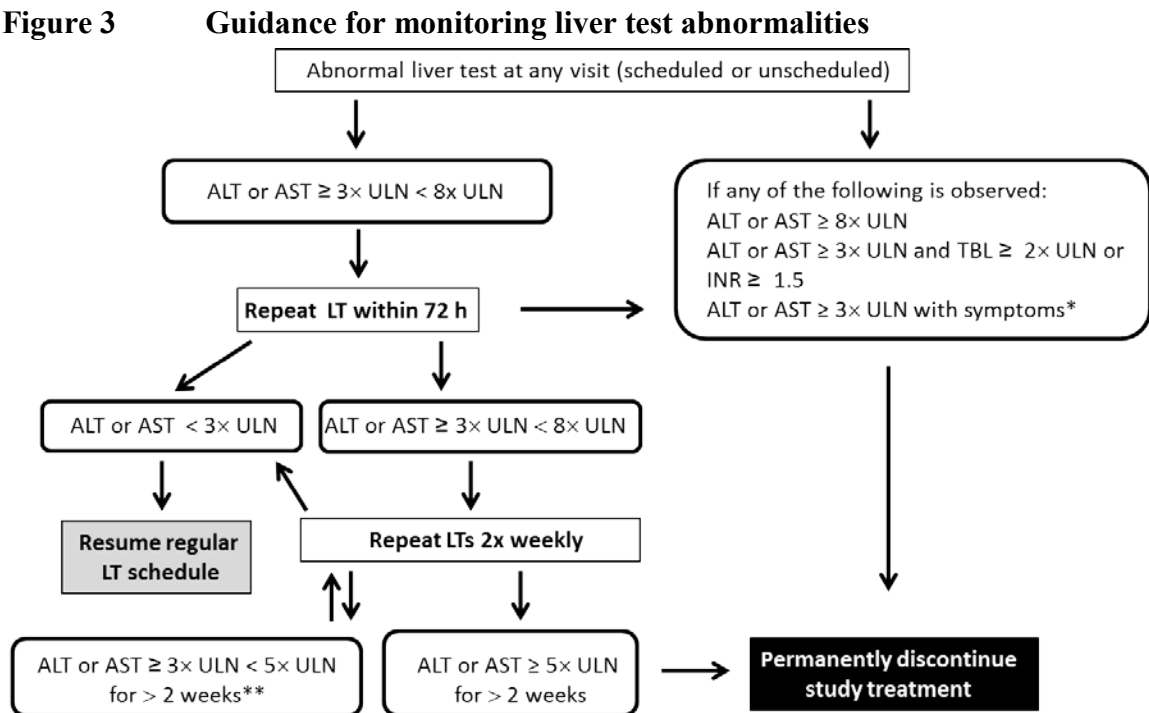 Figure 3 Guidance for monitoring liver test abnormalities
Abnormal liver test at any visit (scheduled or unscheduled)
ALT or AST ≥ 3× ULN < 8x ULN
If any of the following is observed:
ALT or AST ≥ 8× ULN
ALT or AST ≥ 3× ULN and TBL ≥ 2× ULN or
INR ≥ 1.5
ALT or AST ≥ 3× ULN with symptoms*
Repeat LT within 72 h
ALT or AST < 3× ULN
ALT or AST ≥ 3× ULN < 8× ULN
Resume regular
LT schedule
Repeat LTs 2x weekly
ALT or AST ≥ 3× ULN < 5× ULN
for > 2 weeks**
ALT or AST ≥ 5× ULN
for > 2 weeks
Permanently discontinue
study treatment